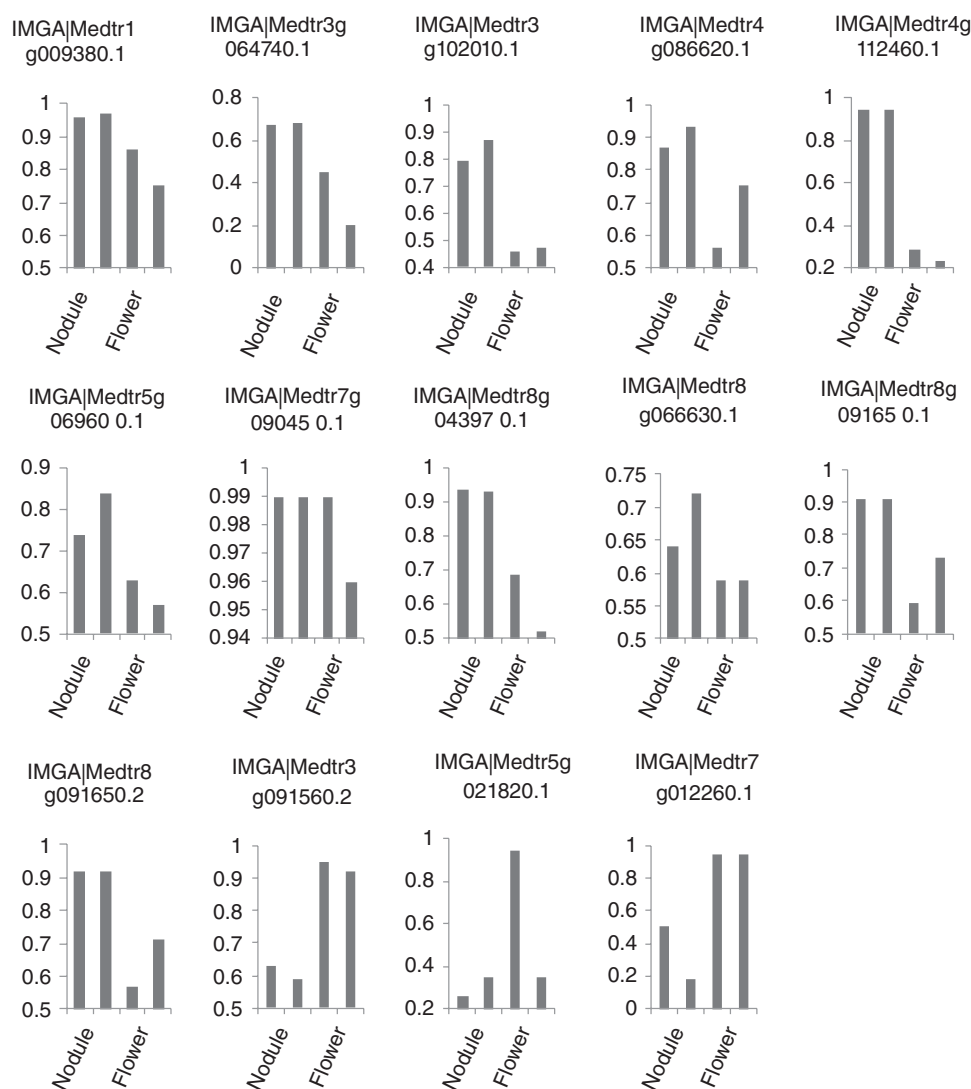 IMGA|Medtr1
g009380.1
1
0.9
0.8
0.7
0.6
0.5
Nodule
Flower
IMGA|Medtr3g
064740.1
0.8
0.6
0.4
0.2
0
Nodule
Flower
IMGA|Medtr3
g102010.1
1
0.9
0.8
0.7
0.6
0.5
0.4
Nodule
Flower
IMGA|Medtr4
g086620.1
1
0.9
0.8
0.7
0.6
0.5
Nodule
Flower
IMGA|Medtr4g
112460.1
1
0.8
0.6
0.4
0.2
Nodule
Flower
IMGA|Medtr5g
06960 0.1
0.9
0.8
0.7
0.6
0.5
Nodule
Flower
IMGA|Medtr7g
09045 0.1
1
0.99
0.98
0.97
0.96
0.95
0.94
Nodule
Flower
IMGA|Medtr8g
04397 0.1
1
0.9
0.8
0.7
0.6
0.5
Nodule
Flower
IMGA|Medtr8
g066630.1
0.75
0.7
0.65
0.6
0.55
0.5
Nodule
Flower
IMGA|Medtr8g
09165 0.1
1
0.9
0.8
0.7
0.6
0.5
Nodule
Flower
IMGA|Medtr8
g091650.2
1
0.9
0.8
0.7
0.6
0.5
Nodule
Flower
IMGA|Medtr3
g091560.2
1
0.9
0.8
0.7
0.6
0.5
Nodule
Flower
IMGA|Medtr5g
021820.1
1
0.8
0.6
0.4
0.2
Nodule
Flower
IMGA|Medtr7
g012260.1
1
0.8
0.6
0.4
0.2
0
Nodule
Flower